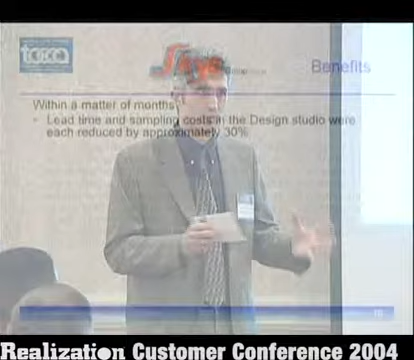 Benefits
Within a matter of months
• Lead time and sampling costs in the Design studio were
each reduced by approximately 30%
Realization Customer Conference 2004